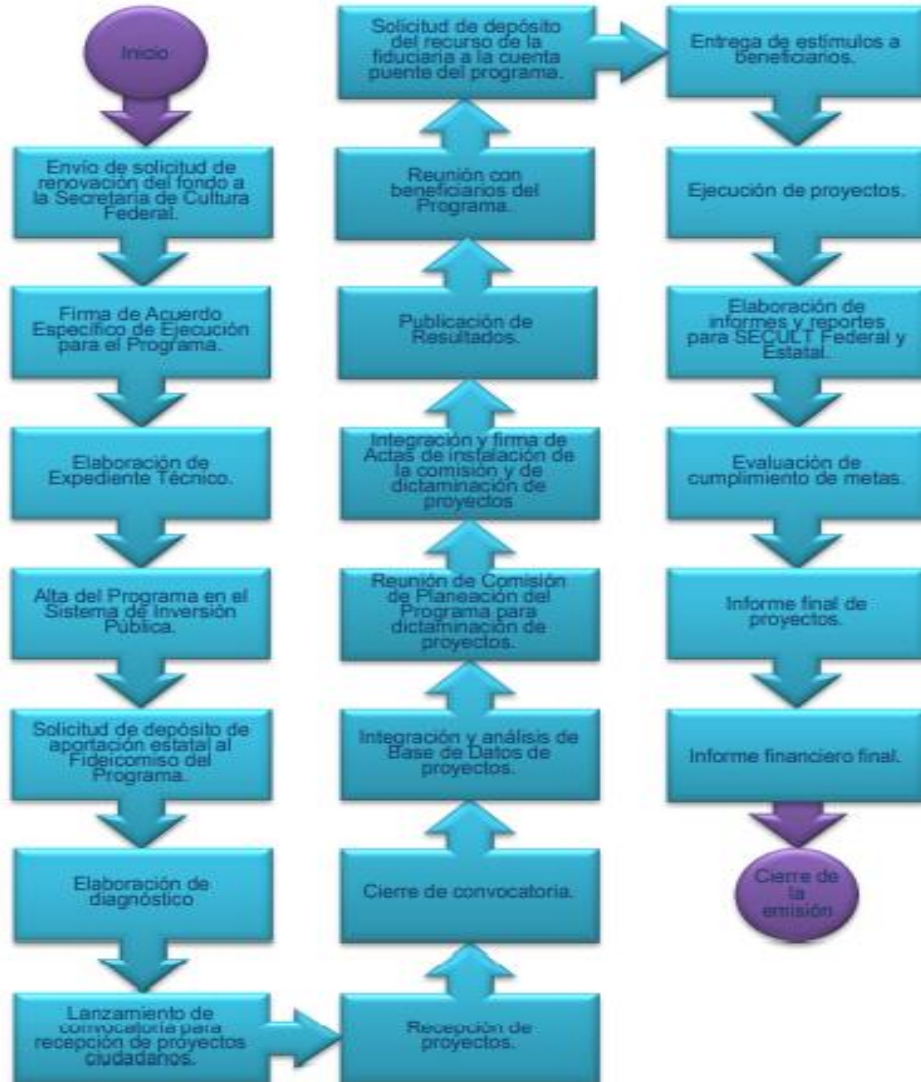 Inicio
Envío de solicitud de
renovación del fondo a
la Secretaría de Cultura
Federal.
Firma de Acuerdo
Específico de Ejecución
para el Programa.
Elaboración de
Expediente Técnico.
Alta del Programa en el
Sistema de Inversión
Pública.
Solicitud de depósito de
aportación estatal al
Fideicomiso del
Programa.
Elaboración de
diagnóstico
Lanzamiento de
convocatoria para
recepción de proyectos
ciudadanos.
Recepción de
proyectos.
Cierre de convocatoria.
Integración y análisis de
Base de Datos de
proyectos.
Reunión de Comisión
de Planeación del
Programa para
dictaminación de
proyectos.
Integración y firma de
Actas de instalación de
la comisión y de
dictaminación de
proyectos
Publicación de
Resultados.
Reunión con
beneficiarios del
Programa.
Solicitud de depósito
del recurso de la
fiduciaria a la cuenta
puente del programa.
Entrega de estímulos a
beneficiarios.
Ejecución de proyectos.
Elaboración de
informes y reportes
para SECULT Federal y
Estatal.
Evaluación de
cumplimiento de metas.
Informe final de
proyectos.
Informe financiero final.
Cierre de
la
emisión